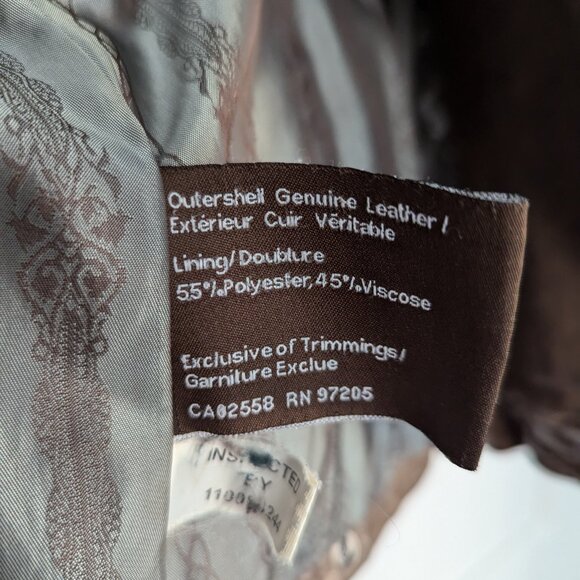 Outershell Genuine Leather /
Extérieur Cuir Véritable
Lining/Doublure
55%Polyester,45%Viscose
Exclusive of Trimmings/
Garniture Exclue
CA02558 RN 97205
INSPECTED
BY